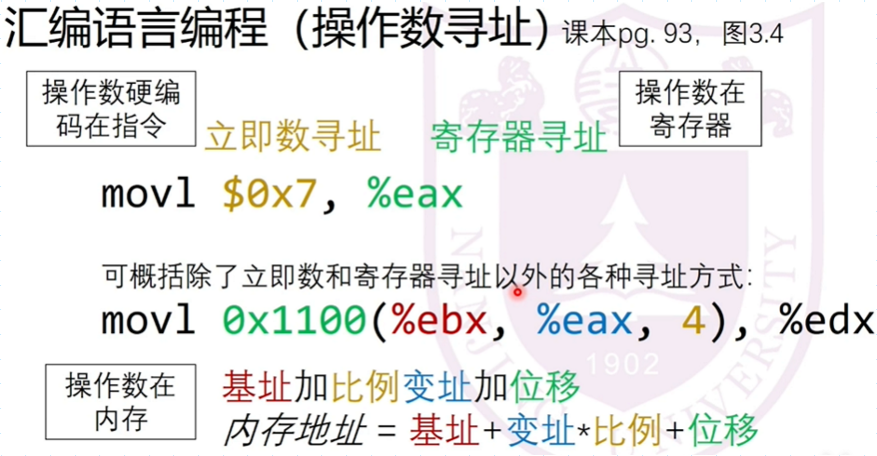 汇编语言编程（操作数寻址）课本pg. 93，图3.4
操作数硬编
码在指令
立即数寻址
寄存器寻址
操作数在
寄存器
movl $0x7, %eax
可概括除了立即数和寄存器寻址以外的各种寻址方式：
movl 0x1100(%ebx, %eax, 4), %edx
操作数在
内存
基址加比例变址加位移
内存地址 = 基址+变址*比例+位移
1902